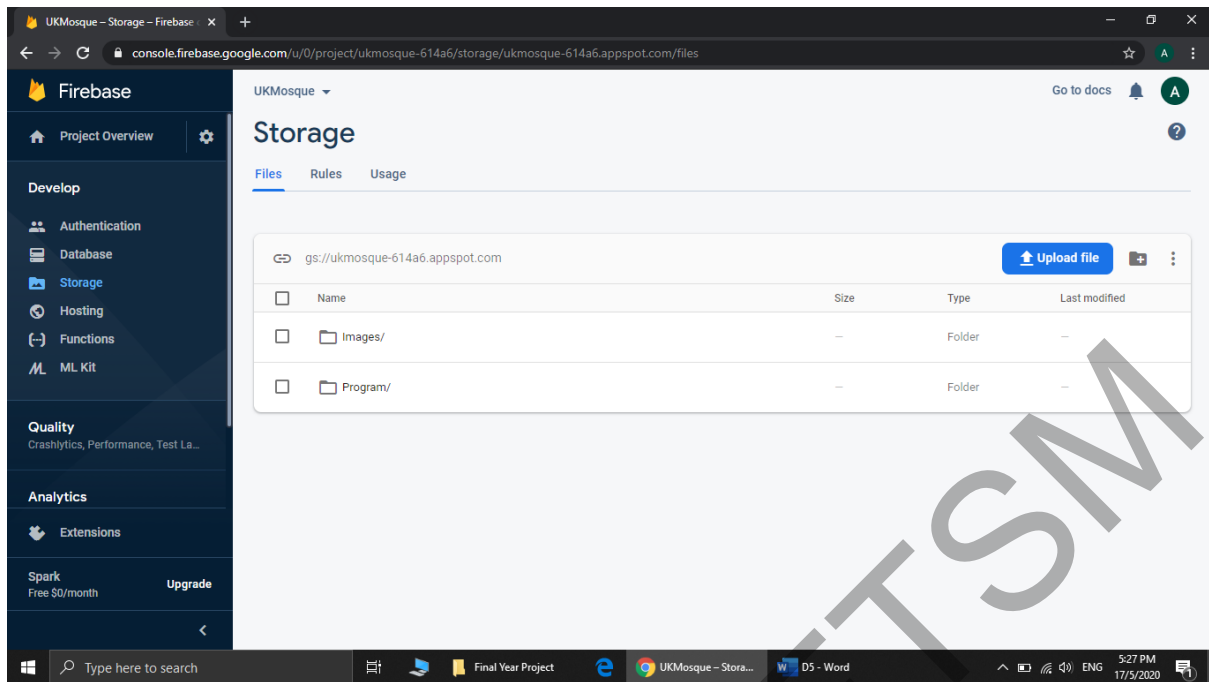 UKMosque – Storage – Firebase c
console.firebase.google.com/u/0/project/ukmosque-614a6/storage/ukmosque-614a6.appspot.com/files
A
Firebase
UKMosque
Go to docs
A
Project Overview
Storage
Files Rules Usage
Develop
Authentication
Database
Storage
Hosting
Functions
ML Kit
gs://ukmosque-614a6.appspot.com
Upload file
Name Size Type Last modified
Images/ – Folder –
Program/ – Folder –
Quality
Crashlytics, Performance, Test La...
Analytics
Extensions
Spark
Free $0/month
Upgrade
Type here to search
Final Year Project
UKMosque – Stora...
D5 - Word
ENG
5:27 PM
17/5/2020
1
TSM